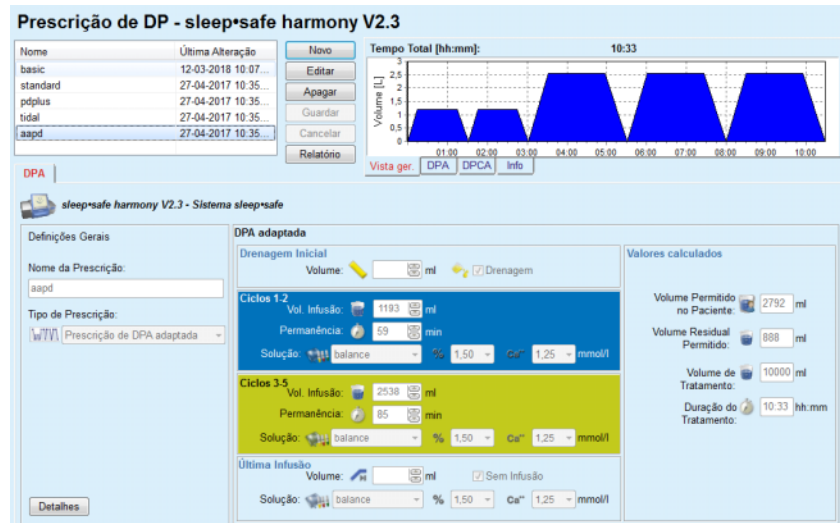 Prescrição de DP - sleep•safe harmony V2.3
Nome Última Alteração
basic 12-03-2018 10:07...
standard 27-04-2017 10:35...
pdplus 27-04-2017 10:35...
tidal 27-04-2017 10:35...
aapd 27-04-2017 10:35...
Novo
Editar
Apagar
Guardar
Cancelar
Relatório
Tempo Total [hh:mm]: 10:33
Volume [L]
3
2,5
2
1,5
1
0,5
0
01:00 02:00 03:00 04:00 05:00 06:00 07:00 08:00 09:00 10:00
Vista ger. DPA DPCA Info
DPA
sleep•safe harmony V2.3 - Sistema sleep•safe
Definições Gerais
Nome da Prescrição:
aapd
Tipo de Prescrição:
Prescrição de DPA adaptada
Detalhes
DPA adaptada
Drenagem Inicial
Volume: ml Drenagem
Ciclos 1-2
Vol. Infusão: 1193 ml
Permanência: 59 min
Solução: balance % 1,50 Ca⁺⁺ 1,25 mmol/l
Ciclos 3-5
Vol. Infusão: 2538 ml
Permanência: 85 min
Solução: balance % 1,50 Ca⁺⁺ 1,25 mmol/l
Última Infusão
Volume: ml Sem Infusão
Solução: balance % 1,50 Ca⁺⁺ 1,25 mmol/l
Valores calculados
Volume Permitido
no Paciente: 2792 ml
Volume Residual
Permitido: 888 ml
Volume de
Tratamento: 10000 ml
Duração do
Tratamento: 10:33 hh:mm